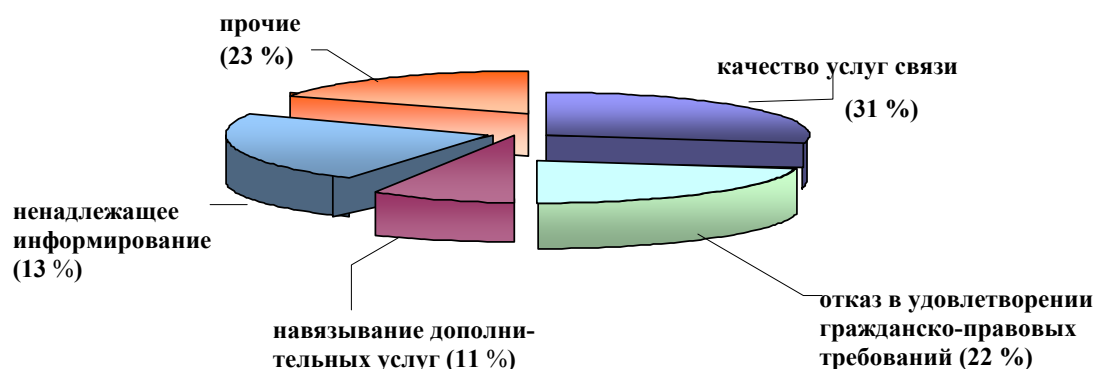 прочие
(23 %)
качество услуг связи
(31 %)
ненадлежащее
информирование
(13 %)
навязывание дополни-
тельных услуг (11 %)
отказ в удовлетворении
гражданско-правовых
требований (22 %)